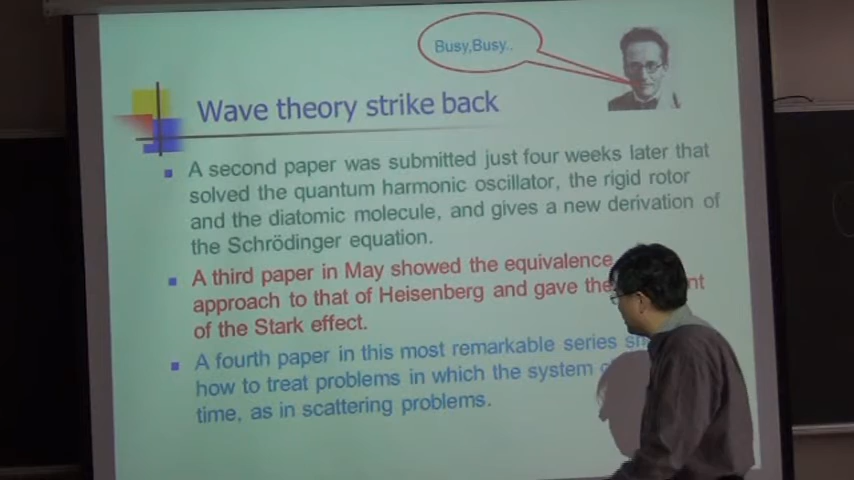 Busy,Busy..
Wave theory strike back
A second paper was submitted just four weeks later that
solved the quantum harmonic oscillator, the rigid rotor
and the diatomic molecule, and gives a new derivation of
the Schrödinger equation.
A third paper in May showed the equivalence
approach to that of Heisenberg and gave the
of the Stark effect.
A fourth paper in this most remarkable series
how to treat problems in which the system
time, as in scattering problems.